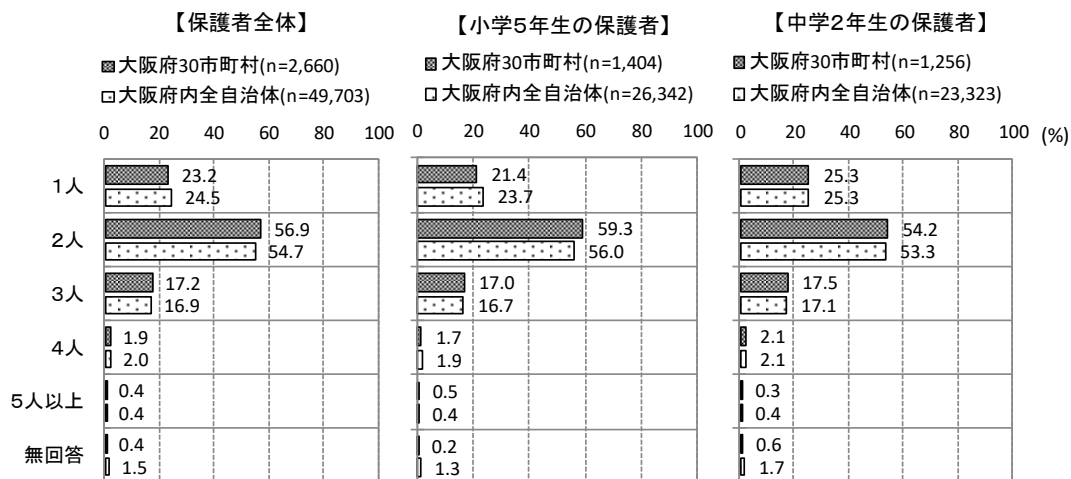 【保護者全体】
大阪府30市町村(n=2,660)
大阪府内全自治体(n=49,703)
【小学5年生の保護者】
大阪府30市町村(n=1,404)
大阪府内全自治体(n=26,342)
【中学2年生の保護者】
大阪府30市町村(n=1,256)
大阪府内全自治体(n=23,323)
0 20 40 60 80 100 0 20 40 60 80 100 0 20 40 60 80 100 (%)
1人 23.2 21.4 25.3
24.5 23.7 25.3
2人 56.9 59.3 54.2
54.7 56.0 53.3
3人 17.2 17.0 17.5
16.9 16.7 17.1
4人 1.9 1.7 2.1
2.0 1.9 2.1
5人以上 0.4 0.5 0.3
0.4 0.4 0.4
無回答 0.4 0.2 0.6
1.5 1.3 1.7